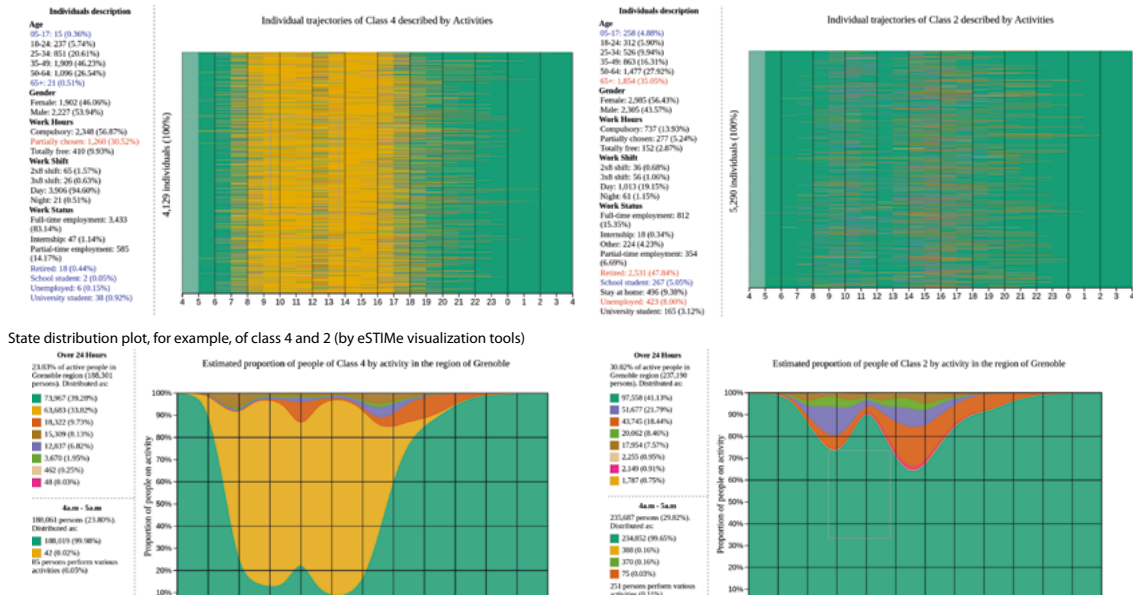 Individuals description
Age
05-17: 15 (0.36%)
18-24: 237 (5.74%)
25-34: 851 (20.61%)
35-49: 1,909 (46.23%)
50-64: 1,096 (26.54%)
65+: 21 (0.51%)
Gender
Female: 1,902 (46.06%)
Male: 2,227 (53.94%)
Work Hours
Compulsory: 2,348 (56.87%)
Partially chosen: 1,260 (30.52%)
Totally free: 410 (9.93%)
Work Shift
2x8 shift: 65 (1.57%)
3x8 shift: 26 (0.63%)
Day: 3,906 (94.60%)
Night: 21 (0.51%)
Work Status
Full-time employment: 3,433
(83.14%)
Internship: 47 (1.14%)
Partial-time employment: 585
(14.17%)
Retired: 18 (0.44%)
School student: 2 (0.05%)
Unemployed: 6 (0.15%)
University student: 38 (0.92%)
Individual trajectories of Class 4 described by Activities
4,129 individuals (100%)
4 5 6 7 8 9 10 11 12 13 14 15 16 17 18 19 20 21 22 23 0 1 2 3 4
Individuals description
Age
05-17: 258 (4.88%)
18-24: 312 (5.90%)
25-34: 526 (9.94%)
35-49: 863 (16.31%)
50-64: 1,477 (27.92%)
65+: 1,854 (35.05%)
Gender
Female: 2,985 (56.43%)
Male: 2,305 (43.57%)
Work Hours
Compulsory: 737 (13.93%)
Partially chosen: 277 (5.24%)
Totally free: 152 (2.87%)
Work Shift
2x8 shift: 36 (0.68%)
3x8 shift: 56 (1.06%)
Day: 1,013 (19.15%)
Night: 61 (1.15%)
Work Status
Full-time employment: 812
(15.35%)
Internship: 18 (0.34%)
Other: 224 (4.23%)
Partial-time employment: 354
(6.69%)
Retired: 2,531 (47.84%)
School student: 267 (5.05%)
Stay at home: 496 (9.38%)
Unemployed: 423 (8.00%)
University student: 165 (3.12%)
Individual trajectories of Class 2 described by Activities
5,290 individuals (100%)
4 5 6 7 8 9 10 11 12 13 14 15 16 17 18 19 20 21 22 23 0 1 2 3 4
State distribution plot, for example, of class 4 and 2 (by eSTIMe visualization tools)
Over 24 Hours
23.83% of active people in
Grenoble region (188,301
persons). Distributed as:
73,967 (39.28%)
63,683 (33.82%)
18,322 (9.73%)
15,309 (8.13%)
12,837 (6.82%)
3,670 (1.95%)
462 (0.25%)
48 (0.03%)
4a.m - 5a.m
188,061 persons (23.80%).
Distributed as:
188,019 (99.98%)
42 (0.02%)
85 persons perform various
activities (0.05%)
Estimated proportion of people of Class 4 by activity in the region of Grenoble
Proportion of people on activity
100%
90%
80%
70%
60%
50%
40%
30%
20%
10%
Over 24 Hours
30.02% of active people in
Grenoble region (237,190
persons). Distributed as:
97,558 (41.13%)
51,677 (21.79%)
43,745 (18.44%)
20,062 (8.46%)
17,954 (7.57%)
2,255 (0.95%)
2,149 (0.91%)
1,787 (0.75%)
4a.m - 5a.m
235,687 persons (29.82%).
Distributed as:
234,852 (99.65%)
388 (0.16%)
370 (0.16%)
75 (0.03%)
251 persons perform various
activities (0.11%)
Estimated proportion of people of Class 2 by activity in the region of Grenoble
Proportion of people on activity
100%
90%
80%
70%
60%
50%
40%
30%
20%
10%